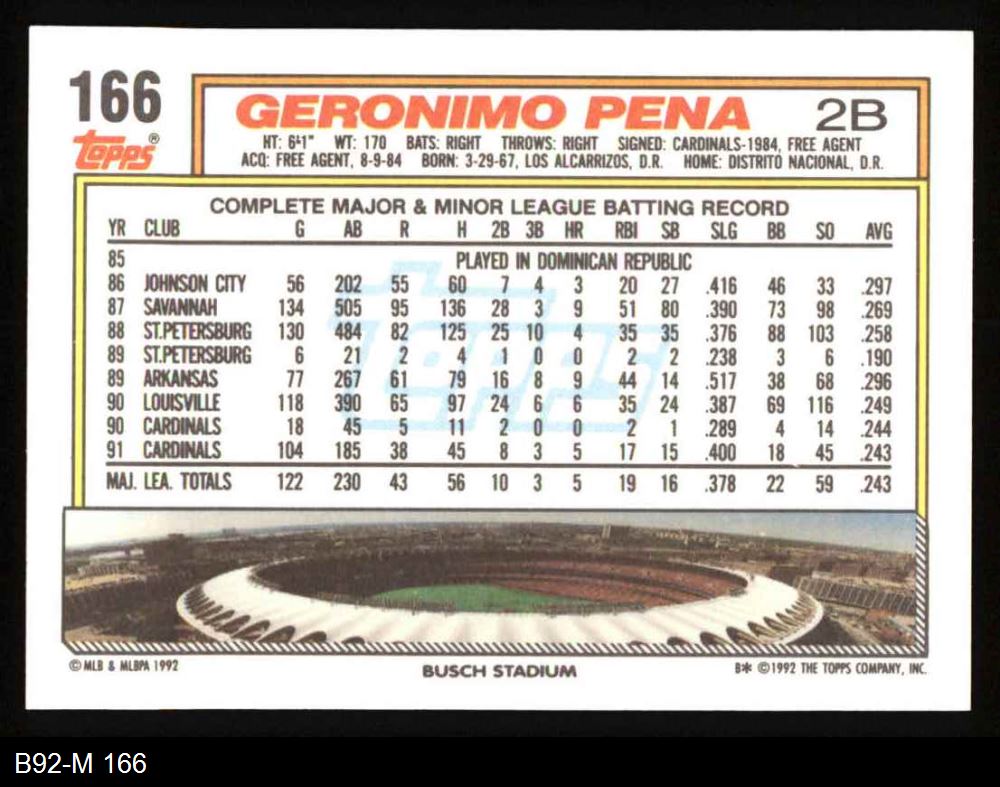 166
Topps®
GERONIMO PENA 2B
HT: 6'1" WT: 170 BATS: RIGHT THROWS: RIGHT SIGNED: CARDINALS-1984, FREE AGENT
ACQ: FREE AGENT, 8-9-84 BORN: 3-29-67, LOS ALCARRIZOS, D.R. HOME: DISTRITO NACIONAL, D.R.
COMPLETE MAJOR & MINOR LEAGUE BATTING RECORD
YR CLUB G AB R H 2B 3B HR RBI SB SLG BB SO AVG
85 PLAYED IN DOMINICAN REPUBLIC
86 JOHNSON CITY 56 202 55 60 7 4 3 20 27 .416 46 33 .297
87 SAVANNAH 134 505 95 136 28 3 9 51 80 .390 73 98 .269
88 ST.PETERSBURG 130 484 82 125 25 10 4 35 35 .376 88 103 .258
89 ST.PETERSBURG 6 21 2 4 1 0 0 2 2 .238 3 6 .190
89 ARKANSAS 77 267 61 79 16 8 9 44 14 .517 38 68 .296
90 LOUISVILLE 118 390 65 97 24 6 6 35 24 .387 69 116 .249
90 CARDINALS 18 45 5 11 2 0 0 2 1 .289 4 14 .244
91 CARDINALS 104 185 38 45 8 3 5 17 15 .400 18 45 .243
MAJ. LEA. TOTALS 122 230 43 56 10 3 5 19 16 .378 22 59 .243
Topps
© MLB & MLBPA 1992 BUSCH STADIUM B* ©1992 THE TOPPS COMPANY, INC.
B92-M 166